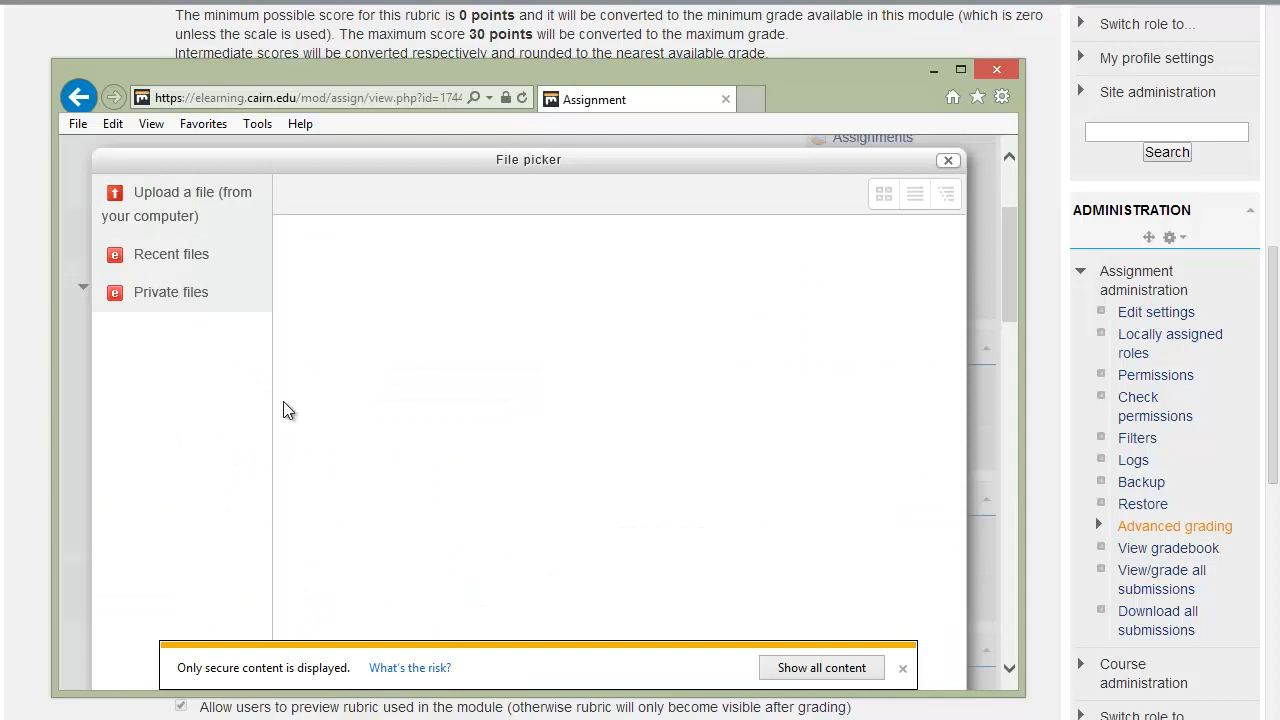 The minimum possible score for this rubric is 0 points and it will be converted to the minimum grade available in this module (which is zero
unless the scale is used). The maximum score 30 points will be converted to the maximum grade.
Intermediate scores will be converted respectively and rounded to the nearest available grade.
https://elearning.cairn.edu/mod/assign/view.php?id=1744
Assignment
File Edit View Favorites Tools Help
Assignments
File picker
Upload a file (from
your computer)
Recent files
Private files
Only secure content is displayed. What's the risk? Show all content
Allow users to preview rubric used in the module (otherwise rubric will only become visible after grading)
Switch role to...
My profile settings
Site administration
Search
ADMINISTRATION
Assignment
administration
Edit settings
Locally assigned
roles
Permissions
Check
permissions
Filters
Logs
Backup
Restore
Advanced grading
View gradebook
View/grade all
submissions
Download all
submissions
Course
administration
Switch role to...